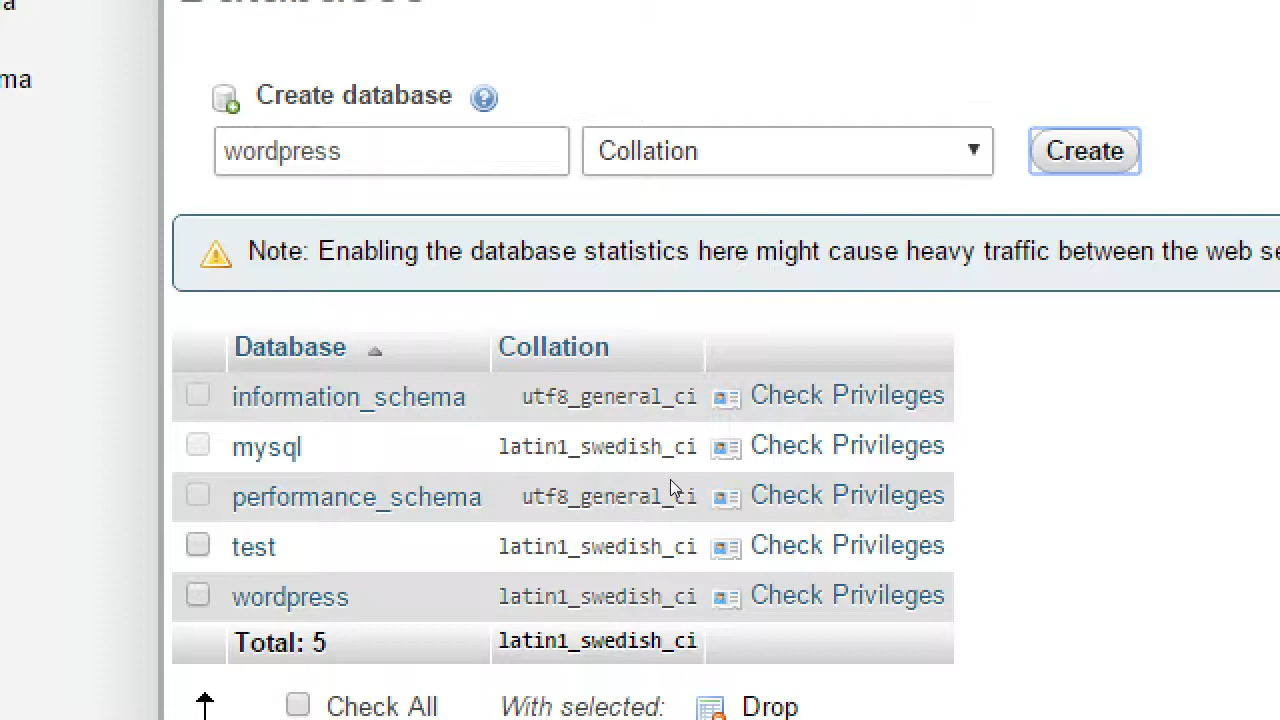 ma
Create database
wordpress Collation Create
Note: Enabling the database statistics here might cause heavy traffic between the web se
Database Collation
information_schema utf8_general_ci Check Privileges
mysql latin1_swedish_ci Check Privileges
performance_schema utf8_general_ci Check Privileges
test latin1_swedish_ci Check Privileges
wordpress latin1_swedish_ci Check Privileges
Total: 5 latin1_swedish_ci
Check All With selected: Drop